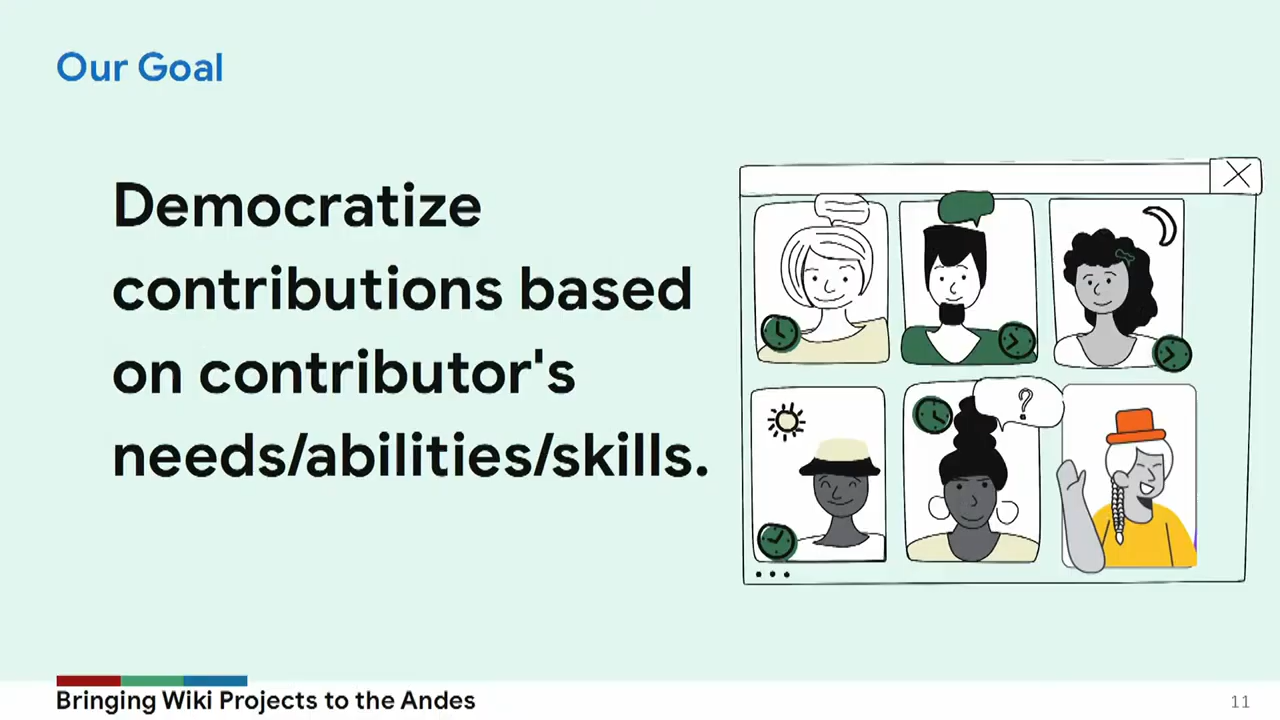 Our Goal
Democratize
contributions based
on contributor's
needs/abilities/skills.
?
Bringing Wiki Projects to the Andes
11